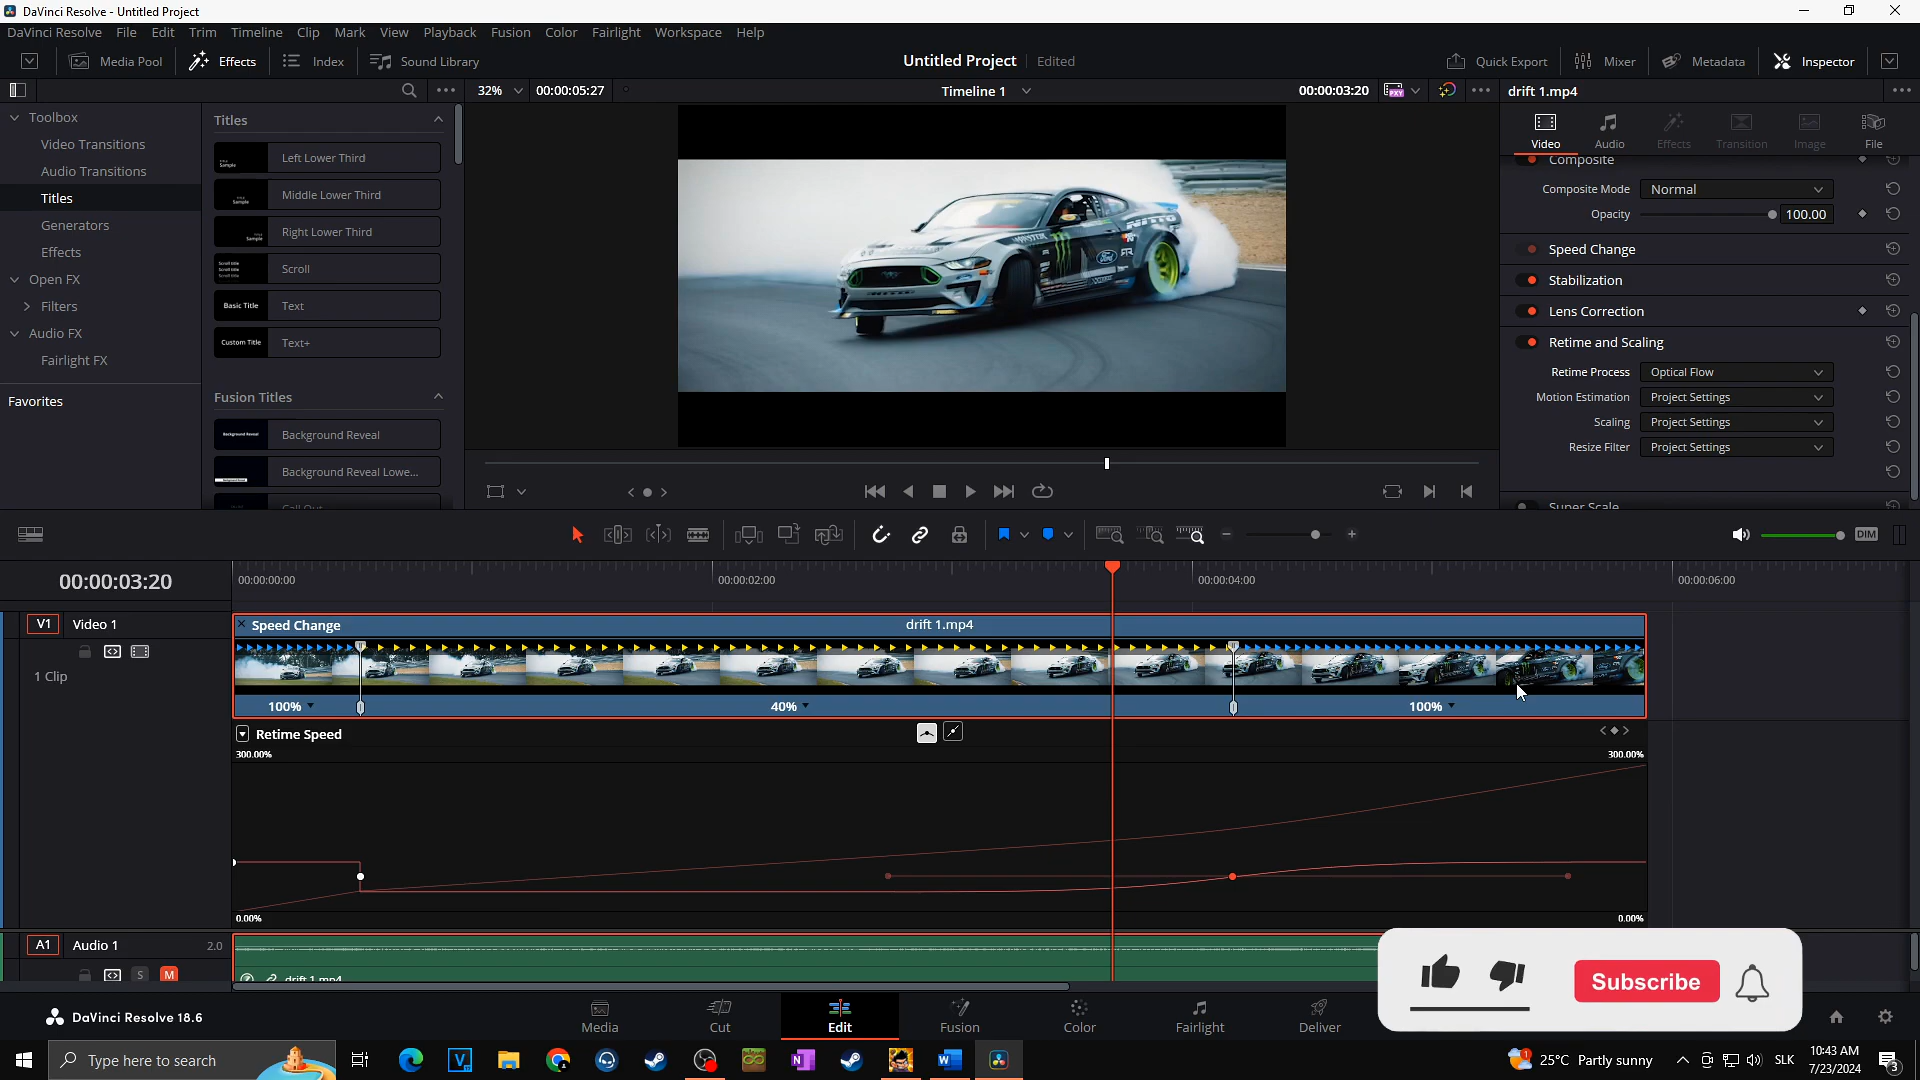 DaVinci Resolve - Untitled Project
DaVinci Resolve File Edit Trim Timeline Clip Mark View Playback Fusion Color Fairlight Workspace Help
Media Pool Effects Index Sound Library Untitled Project Edited Quick Export Mixer Metadata Inspector
32% 00:00:05:27 Timeline 1 00:00:03:20 drift 1.mp4
Toolbox
Video Transitions
Audio Transitions
Titles
Generators
Effects
Open FX
Filters
Audio FX
Fairlight FX
Favorites
Titles
Left Lower Third
Middle Lower Third
Right Lower Third
Scroll
Basic Title Text
Custom Title Text+
Fusion Titles
Background Reveal
Background Reveal Lowe...
Video Audio Effects Transition Image File
Composite
Composite Mode Normal
Opacity 100.00
Speed Change
Stabilization
Lens Correction
Retime and Scaling
Retime Process Optical Flow
Motion Estimation Project Settings
Scaling Project Settings
Resize Filter Project Settings
Super Scale
DIM
00:00:03:20 00:00:00:00 00:00:02:00 00:00:04:00 00:00:06:00
V1 Video 1
1 Clip
Speed Change drift 1.mp4
100% 40% 100%
Retime Speed
300.00% 300.00%
0.00% 0.00%
A1 Audio 1 2.0
S M
drift 1.mp4
Subscribe
DaVinci Resolve 18.6
Media Cut Edit Fusion Color Fairlight Deliver
Type here to search
25°C Partly sunny SLK
10:43 AM
7/23/2024
3